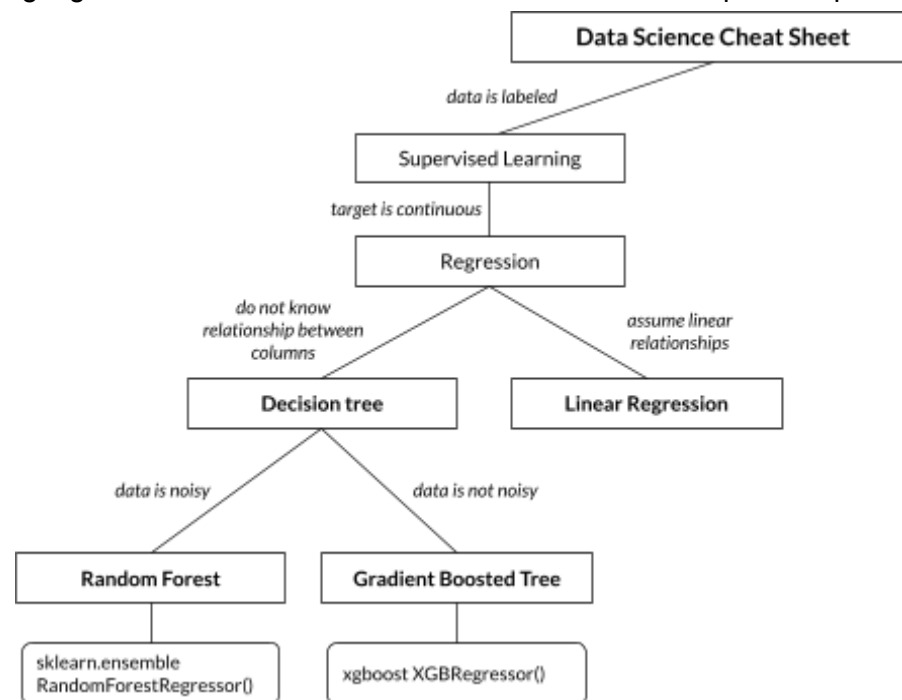 Data Science Cheat Sheet
data is labeled
Supervised Learning
target is continuous
Regression
do not know
relationship between
columns
assume linear
relationships
Decision tree
Linear Regression
data is noisy
data is not noisy
Random Forest
Gradient Boosted Tree
sklearn.ensemble
RandomForestRegressor()
xgboost XGBRegressor()